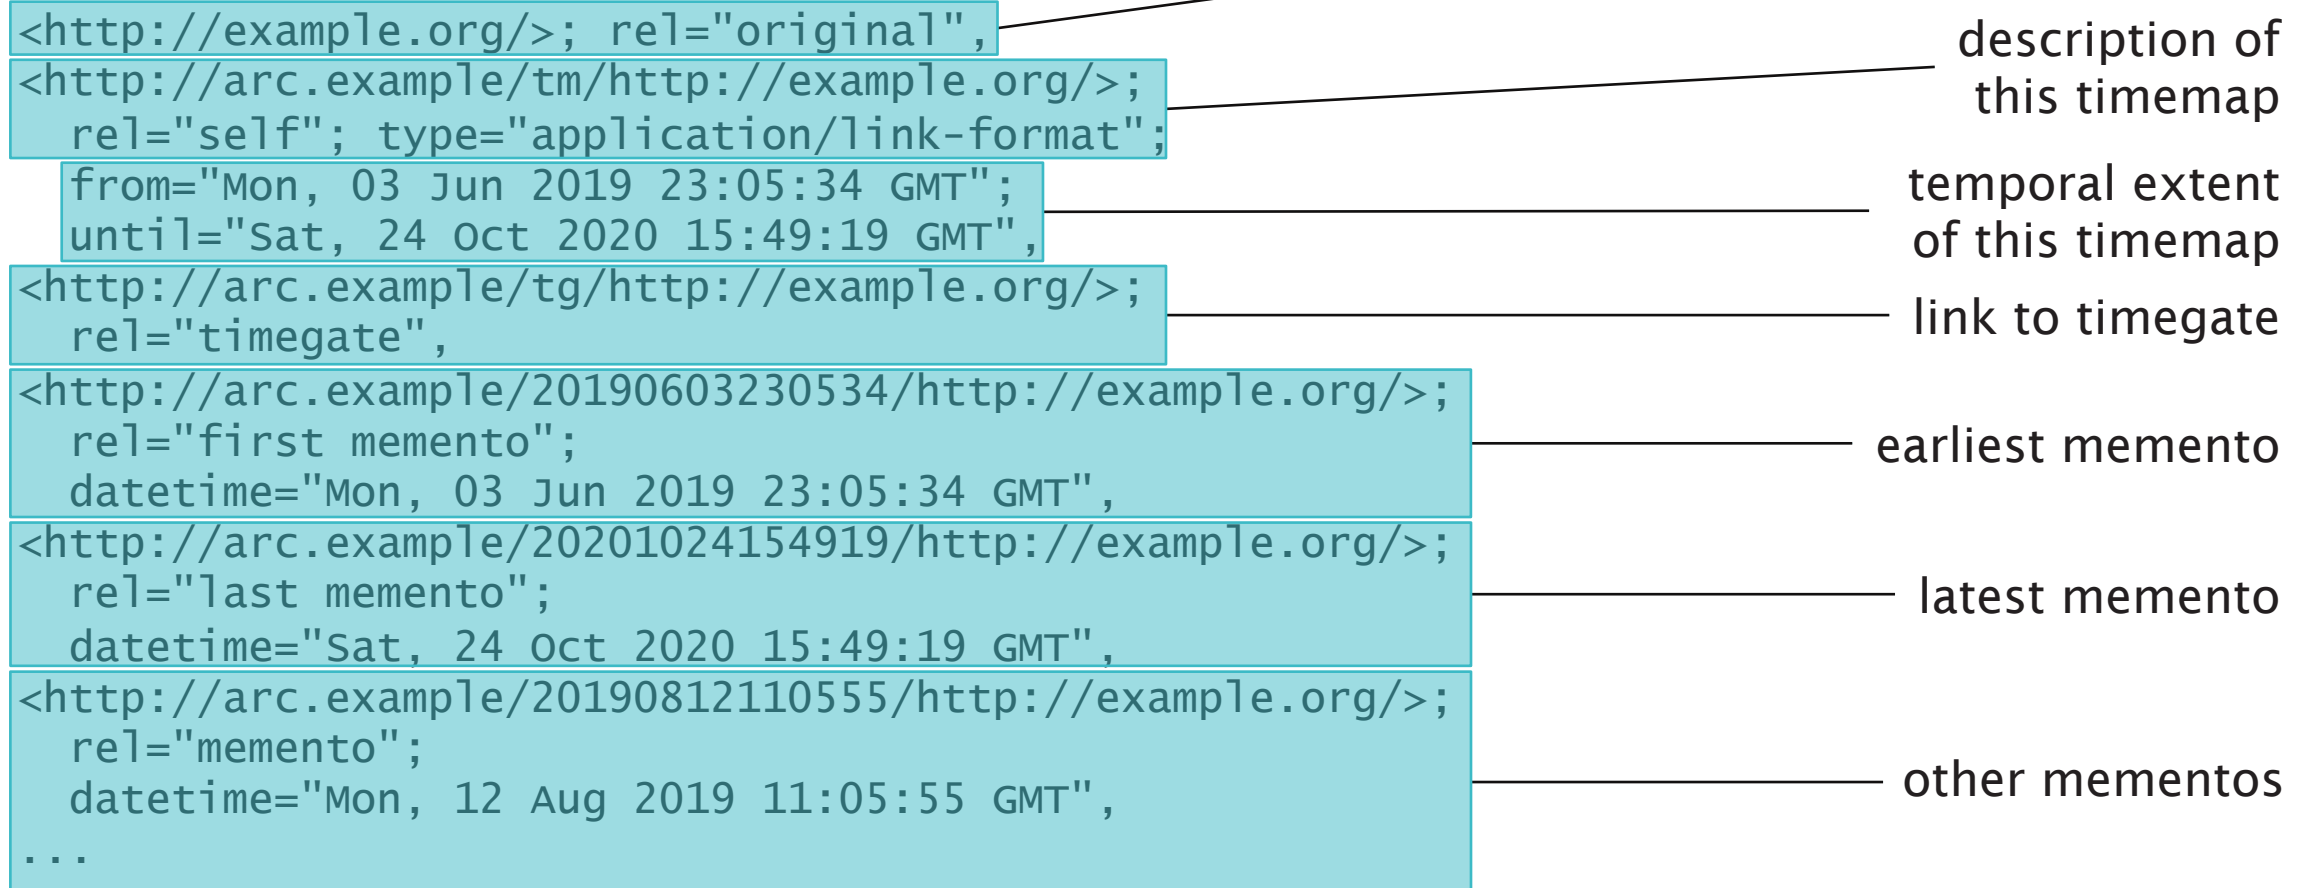 <http://example.org/>; rel="original",
<http://arc.example/tm/http://example.org/>;
rel="self"; type="application/link-format";
from="Mon, 03 Jun 2019 23:05:34 GMT";
until="Sat, 24 Oct 2020 15:49:19 GMT",
<http://arc.example/tg/http://example.org/>;
rel="timegate",
<http://arc.example/20190603230534/http://example.org/>;
rel="first memento";
datetime="Mon, 03 Jun 2019 23:05:34 GMT",
<http://arc.example/20201024154919/http://example.org/>;
rel="last memento";
datetime="Sat, 24 Oct 2020 15:49:19 GMT",
<http://arc.example/20190812110555/http://example.org/>;
rel="memento";
datetime="Mon, 12 Aug 2019 11:05:55 GMT",
...
description of
this timemap
temporal extent
of this timemap
link to timegate
earliest memento
latest memento
other mementos